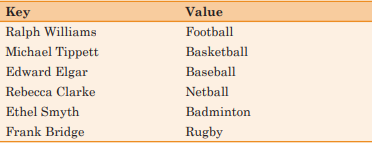 Key Value
Ralph Williams Football
Michael Tippett Basketball
Edward Elgar Baseball
Rebecca Clarke Netball
Ethel Smyth Badminton
Frank Bridge Rugby